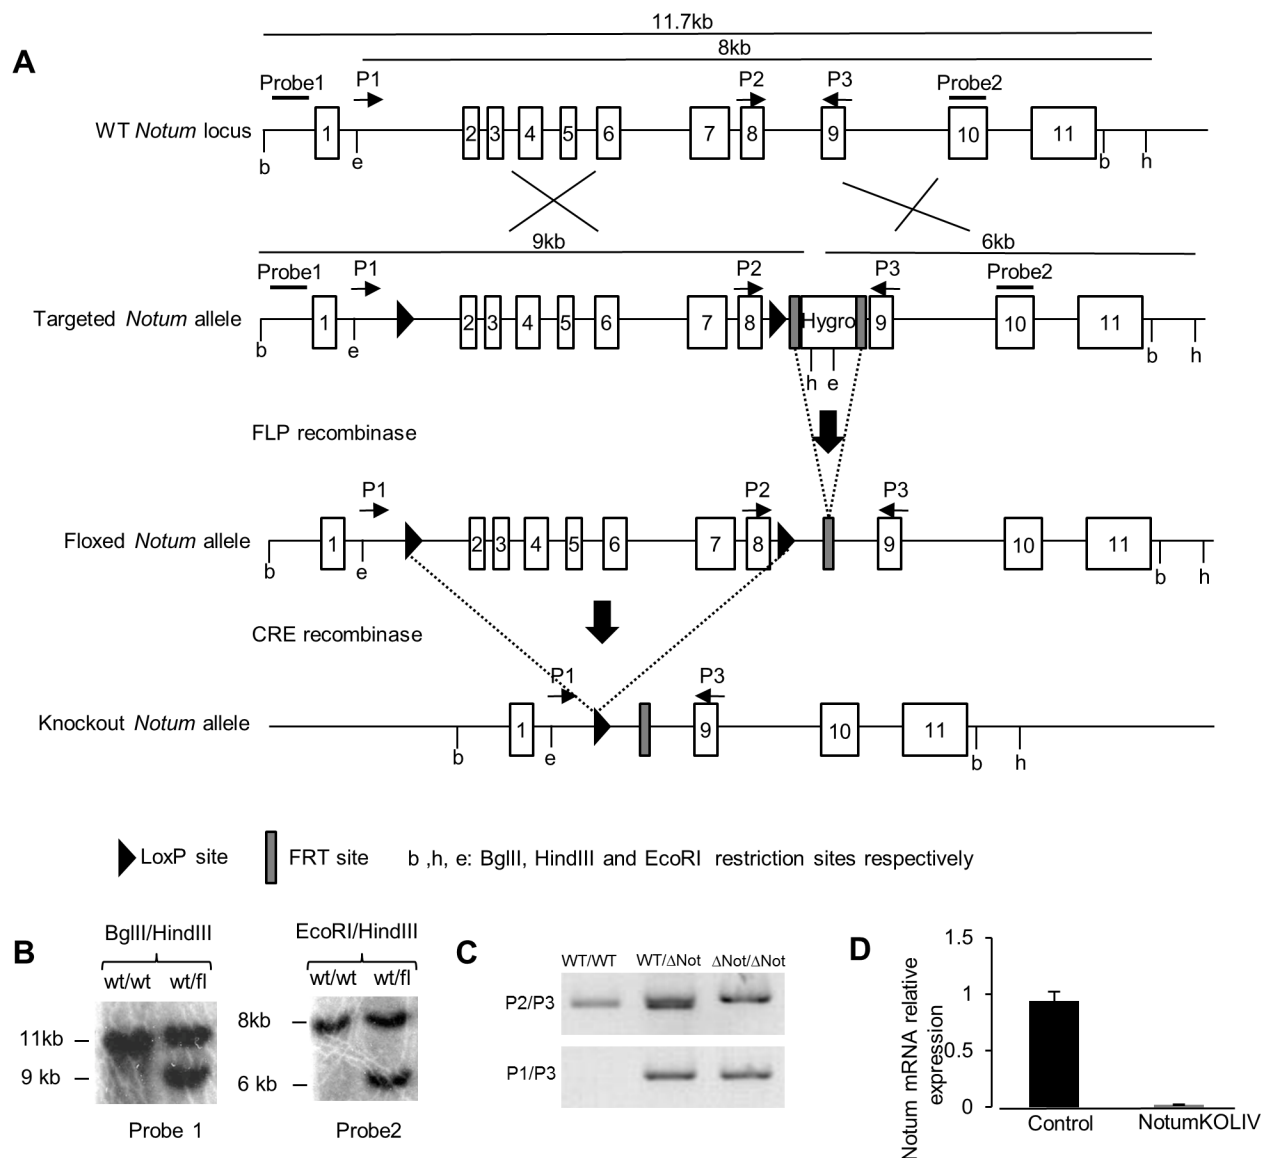 A
11.7kb
8kb
Probe1 P1 P2 P3 Probe2
WT Notum locus
1 2 3 4 5 6 7 8 9 10 11
b e b h
9kb 6kb
Probe1 P1 P2 P3 Probe2
Targeted Notum allele
1 2 3 4 5 6 7 8 Hygro 9 10 11
b e h e b h
FLP recombinase
P1 P2 P3
Floxed Notum allele
1 2 3 4 5 6 7 8 9 10 11
b e b h
CRE recombinase
P1 P3
Knockout Notum allele
1 9 10 11
b e b h
LoxP site FRT site b ,h, e: BglII, HindIII and EcoRI restriction sites respectively
B
BglII/HindIII
wt/wt wt/fl
11kb
9 kb
Probe 1
EcoRI/HindIII
wt/wt wt/fl
8kb
6 kb
Probe2
C
WT/WT WT/ΔNot ΔNot/ΔNot
P2/P3
P1/P3
D
Notum mRNA relative
expression
1.5
1
0.5
0
Control NotumKOLIV